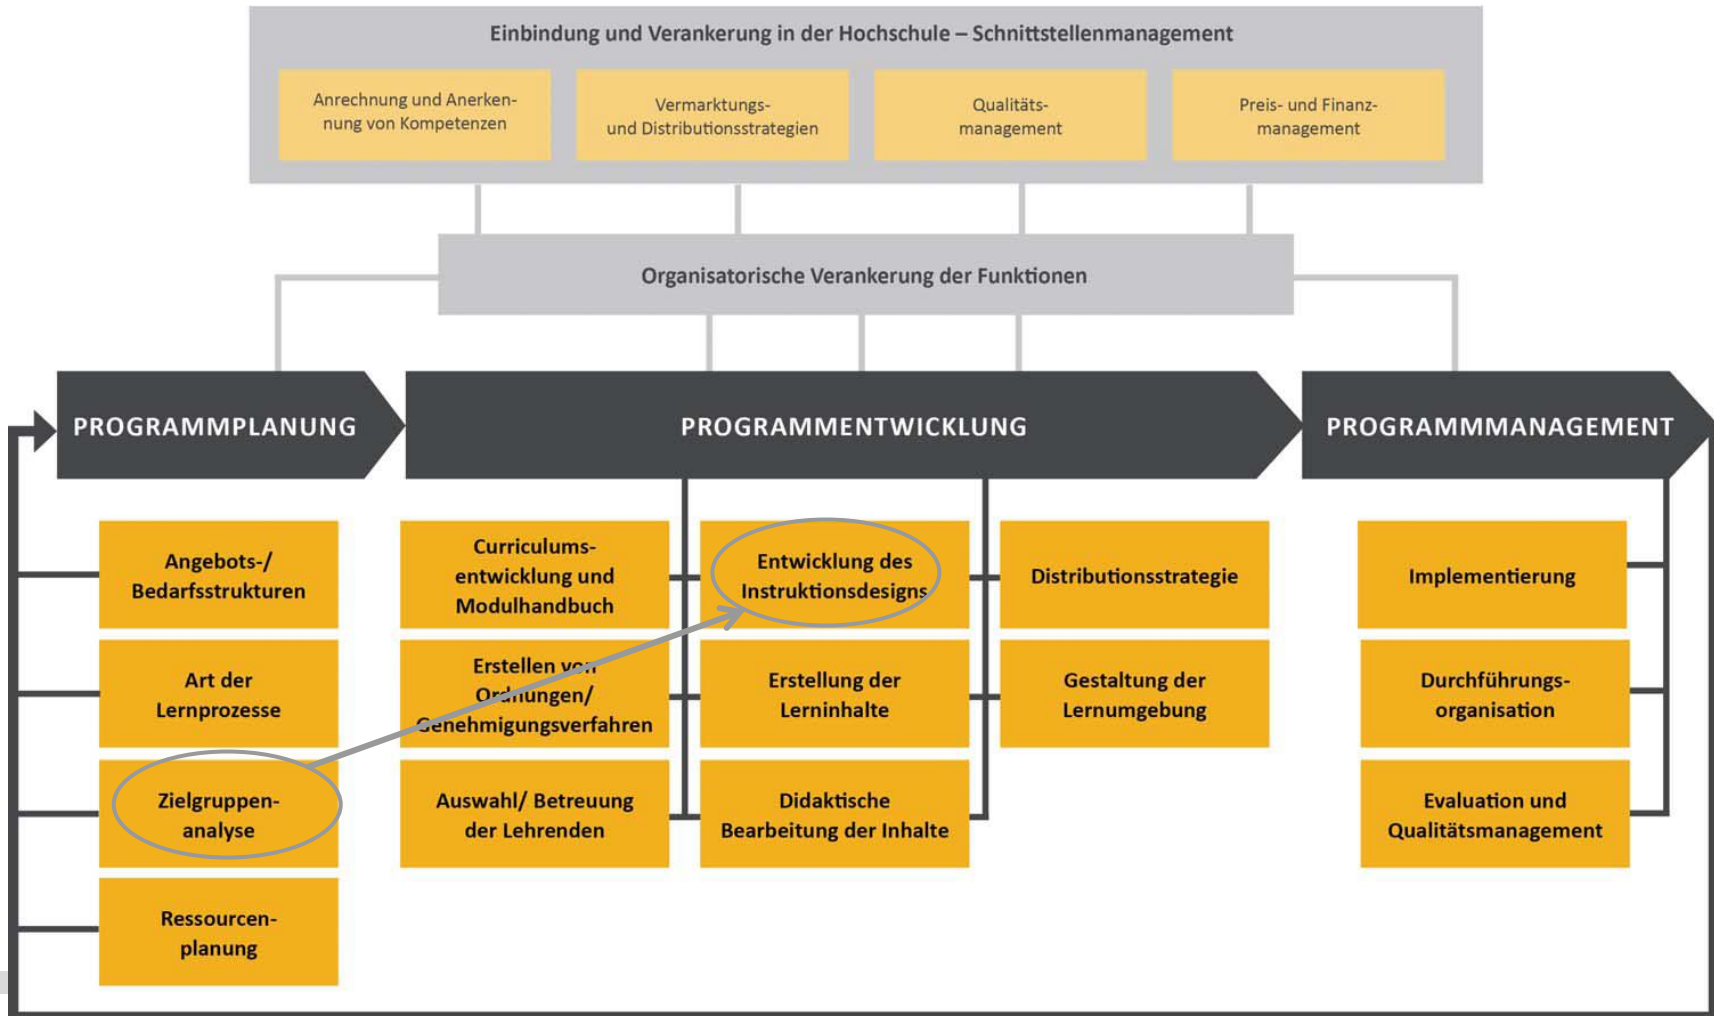 Einbindung und Verankerung in der Hochschule – Schnittstellenmanagement
Anrechnung und Anerken-
nung von Kompetenzen
Vermarktungs-
und Distributionsstrategien
Qualitäts-
management
Preis- und Finanz-
management
Organisatorische Verankerung der Funktionen
PROGRAMMPLANUNG
PROGRAMMENTWICKLUNG
PROGRAMMMANAGEMENT
Angebots-/
Bedarfsstrukturen
Art der
Lernprozesse
Zielgruppen-
analyse
Ressourcen-
planung
Curriculums-
entwicklung und
Modulhandbuch
Erstellen von
Ordnungen/
Genehmigungsverfahren
Auswahl/ Betreuung
der Lehrenden
Entwicklung des
Instruktionsdesigns
Erstellung der
Lerninhalte
Didaktische
Bearbeitung der Inhalte
Distributionsstrategie
Gestaltung der
Lernumgebung
Implementierung
Durchführungs-
organisation
Evaluation und
Qualitätsmanagement